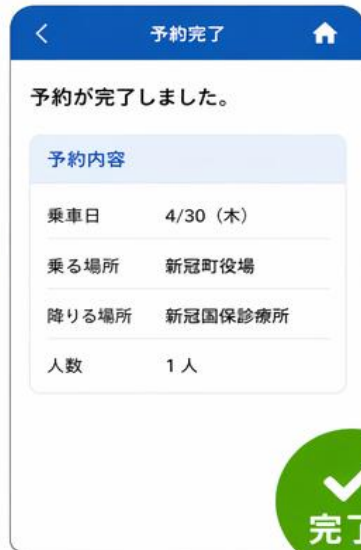 予約完了
予約が完了しました。
予約内容
乗車日 4/30（木）
乗る場所 新冠町役場
降りる場所 新冠国保診療所
人数 1人
完了